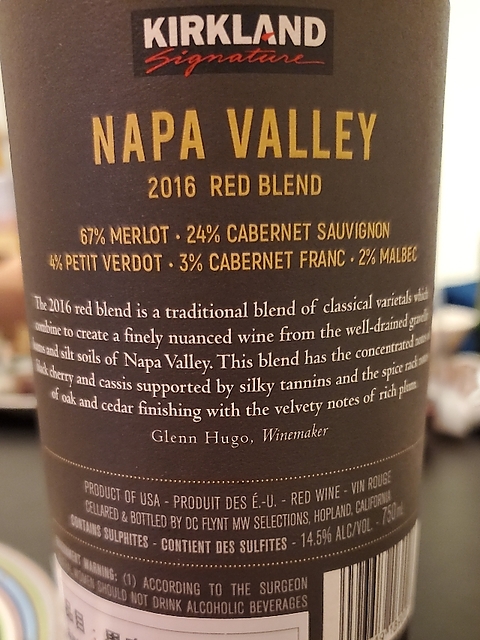 KIRKLAND
Signature
NAPA VALLEY
2016 RED BLEND
67% MERLOT • 24% CABERNET SAUVIGNON
4% PETIT VERDOT • 3% CABERNET FRANC • 2% MALBEC
The 2016 red blend is a traditional blend of classical varietals which
combine to create a finely nuanced wine from the well-drained gravelly
and silt soils of Napa Valley. This blend has the concentrated
black cherry and cassis supported by silky tannins and the spice rack
of oak and cedar finishing with the velvety notes of rich plum.
Glenn Hugo, Winemaker
PRODUCT OF USA - PRODUIT DES É.-U. - RED WINE - VIN ROUGE
CELLARED & BOTTLED BY DC FLYNT MW SELECTIONS, HOPLAND, CALIFORNIA
CONTAINS SULPHITES - CONTIENT DES SULFITES - 14.5% ALC/VOL. - 750mL
WARNING: (1) ACCORDING TO THE SURGEON
WOMEN SHOULD NOT DRINK ALCOHOLIC BEVERAGES